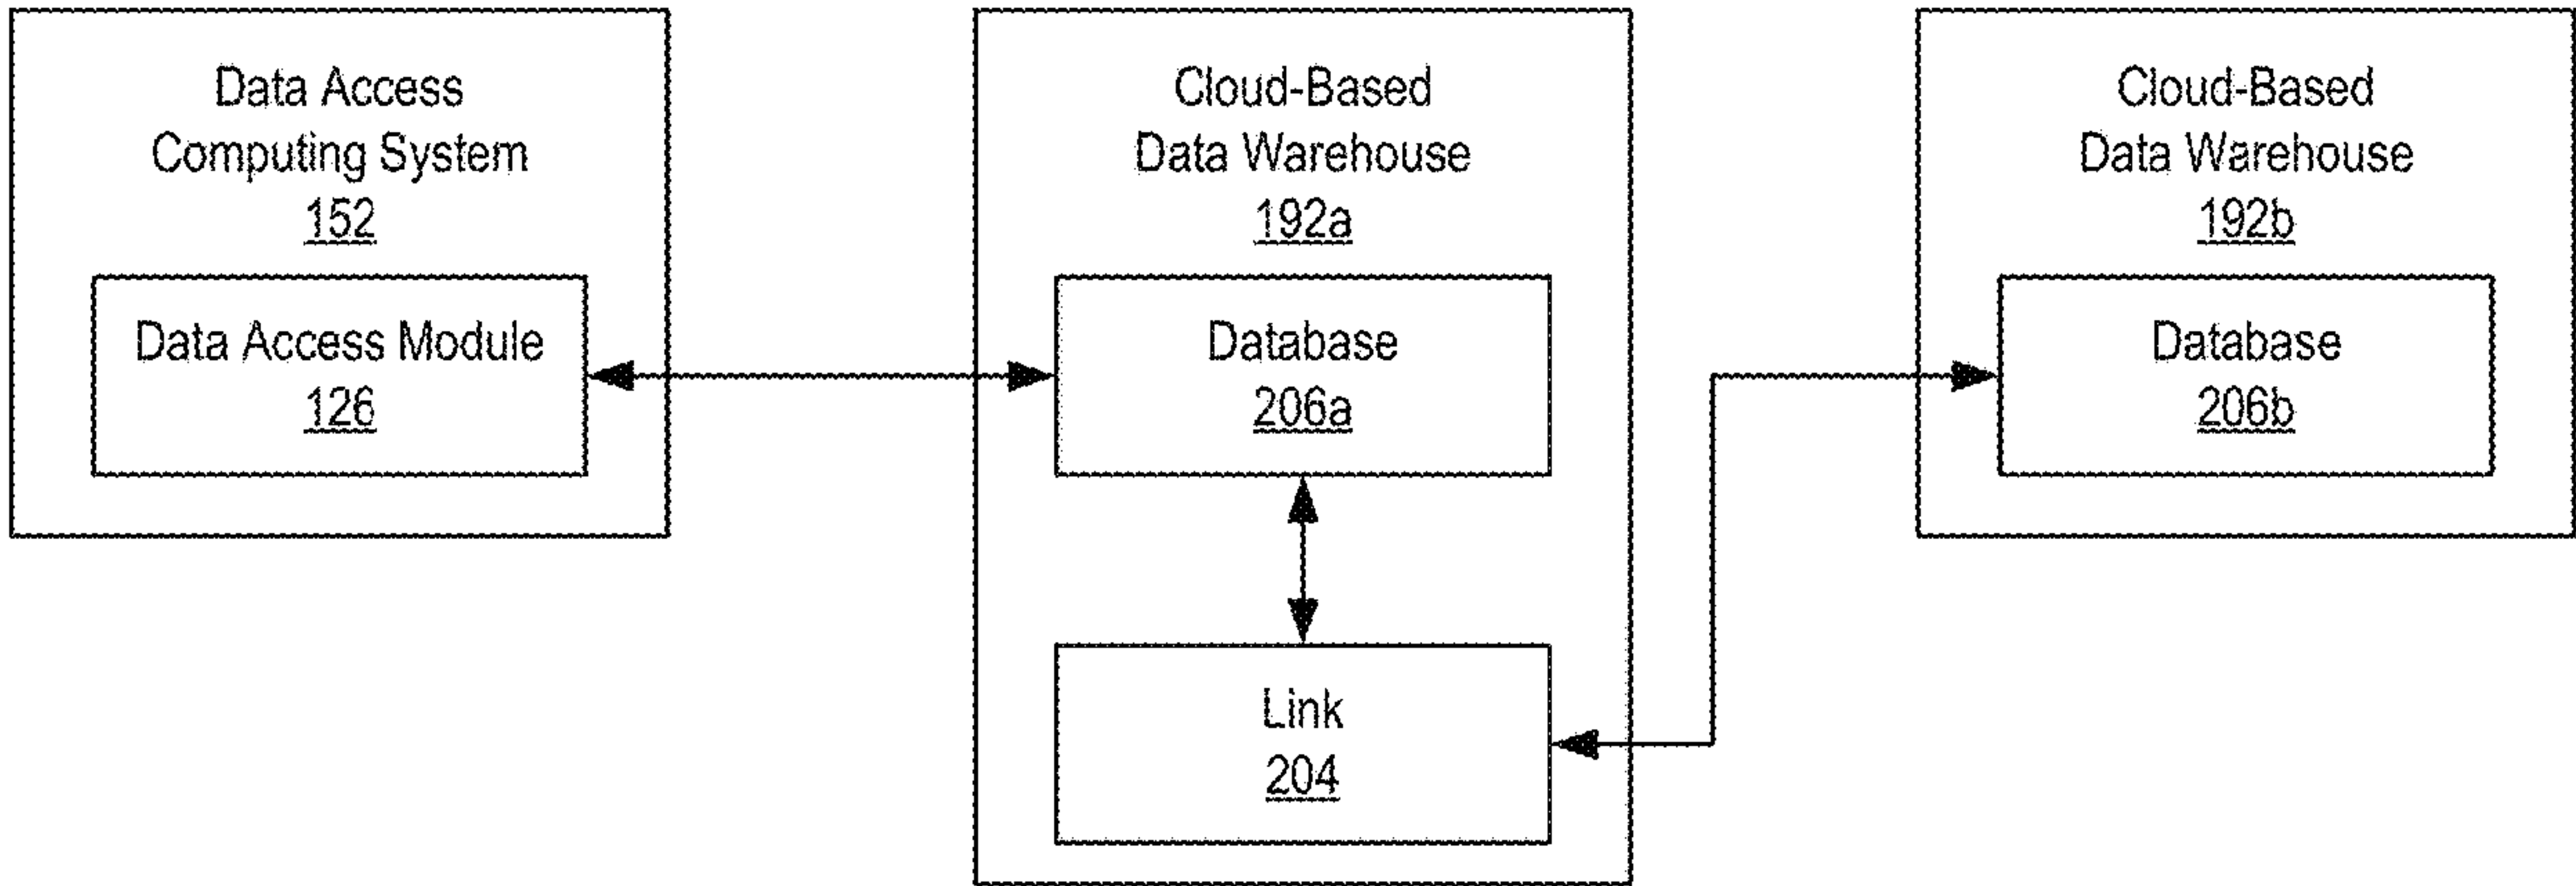 Data Access
Computing System
152
Data Access Module
126
Cloud-Based
Data Warehouse
192a
Database
206a
Link
204
Cloud-Based
Data Warehouse
192b
Database
206b